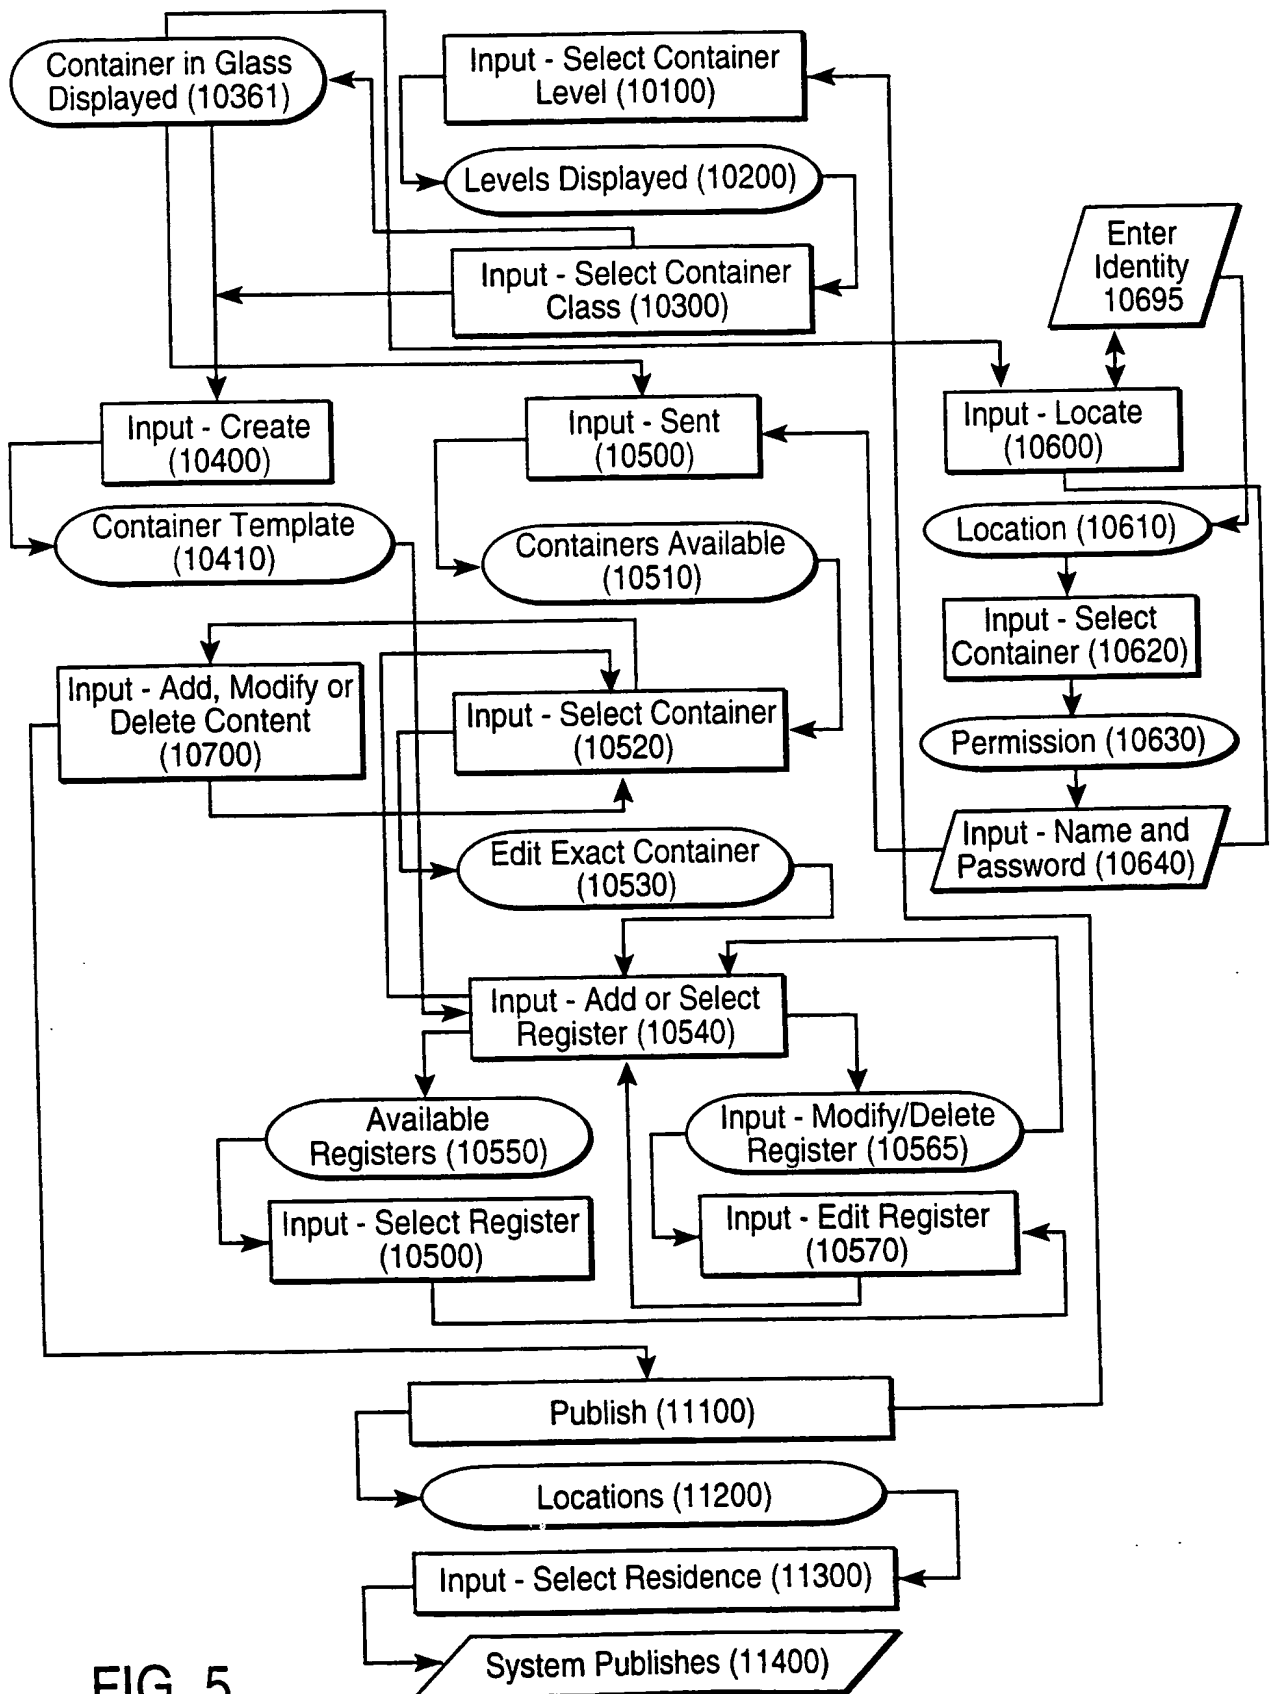 Container in Glass
Displayed (10361)
Input - Select Container
Level (10100)
Levels Displayed (10200)
Input - Select Container
Class (10300)
Enter
Identity
10695
Input - Create
(10400)
Input - Sent
(10500)
Input - Locate
(10600)
Container Template
(10410)
Containers Available
(10510)
Location (10610)
Input - Select
Container (10620)
Input - Add, Modify or
Delete Content
(10700)
Input - Select Container
(10520)
Permission (10630)
Edit Exact Container
(10530)
Input - Name and
Password (10640)
Input - Add or Select
Register (10540)
Available
Registers (10550)
Input - Modify/Delete
Register (10565)
Input - Select Register
(10500)
Input - Edit Register
(10570)
Publish (11100)
Locations (11200)
Input - Select Residence (11300)
System Publishes (11400)
FIG. 5